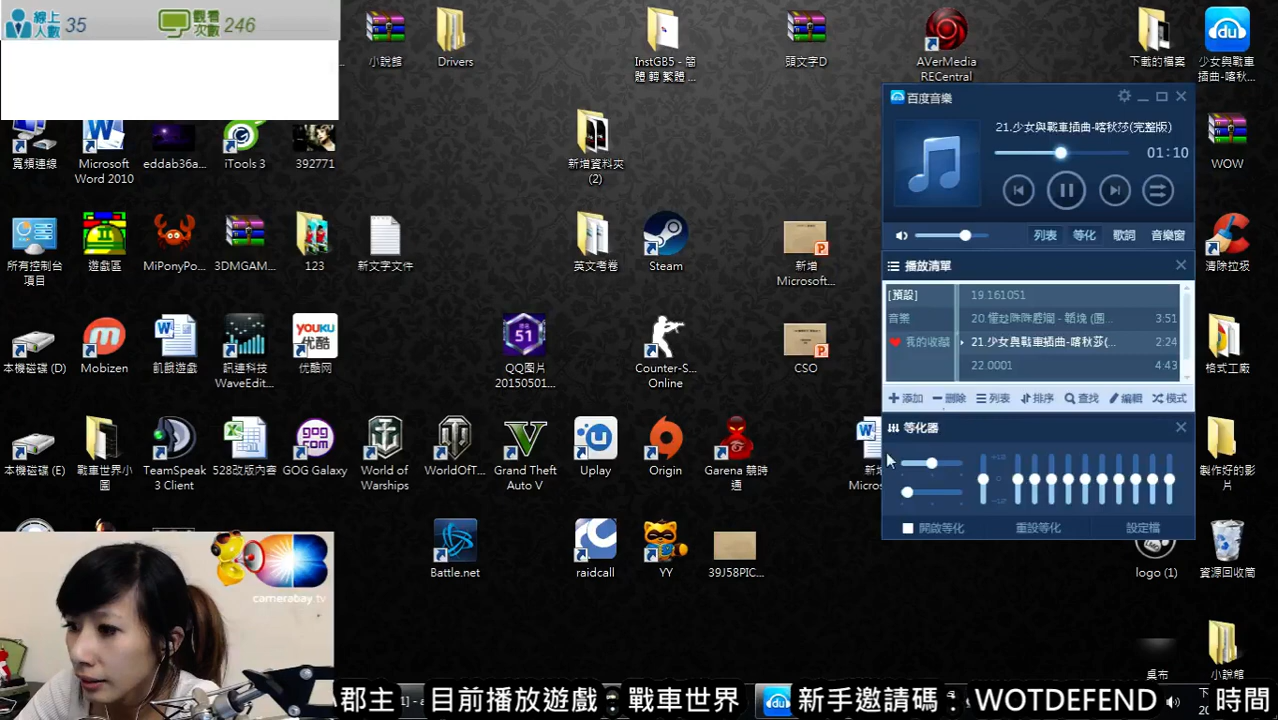 線上人數 35
觀看次數 246
小說館
Drivers
InstGB5 - 簡體 轉 繁體 ...
頭文字D
AVerMedia RECentral
下載的檔案
少女與戰車插曲-喀秋...
寬頻連線
Microsoft Word 2010
eddab36a...
iTools 3
392771
新增資料夾 (2)
WOW
所有控制台項目
遊戲區
MiPonyPo...
3DMGAM...
123
新文字文件
英文考卷
Steam
新增 Microsoft...
清除垃圾
本機磁碟 (D)
Mobizen
飢餓遊戲
訊連科技 WaveEdit...
YOUKU 优酷
优酷网
51
QQ图片 20150501...
Counter-S... Online
CSO
格式工廠
本機磁碟 (E)
戰車世界小圖
TeamSpeak 3 Client
528改版內容
GOG Galaxy
World of Warships
WorldOfT...
Grand Theft Auto V
Uplay
Origin
Garena 競時通
新增 Micros...
製作好的影片
Battle.net
raidcall
YY
39J58PIC...
logo (1)
資源回收筒
桌布
小說館
百度音樂
21.少女與戰車插曲-喀秋莎(完整版)
01:10
列表 等化 歌詞 音樂窗
播放清單
[預設]
音樂
我的收藏
19.161051
3:51
21.少女與戰車插曲-喀秋莎(... 2:24
22.0001 4:43
添加 刪除 列表 排序 查找 編輯 模式
等化器
開啟等化 重設等化 設定檔
camerabay tv
郡主 目前播放遊戲：戰車世界 新手邀請碼：WOTDEFEND 時間